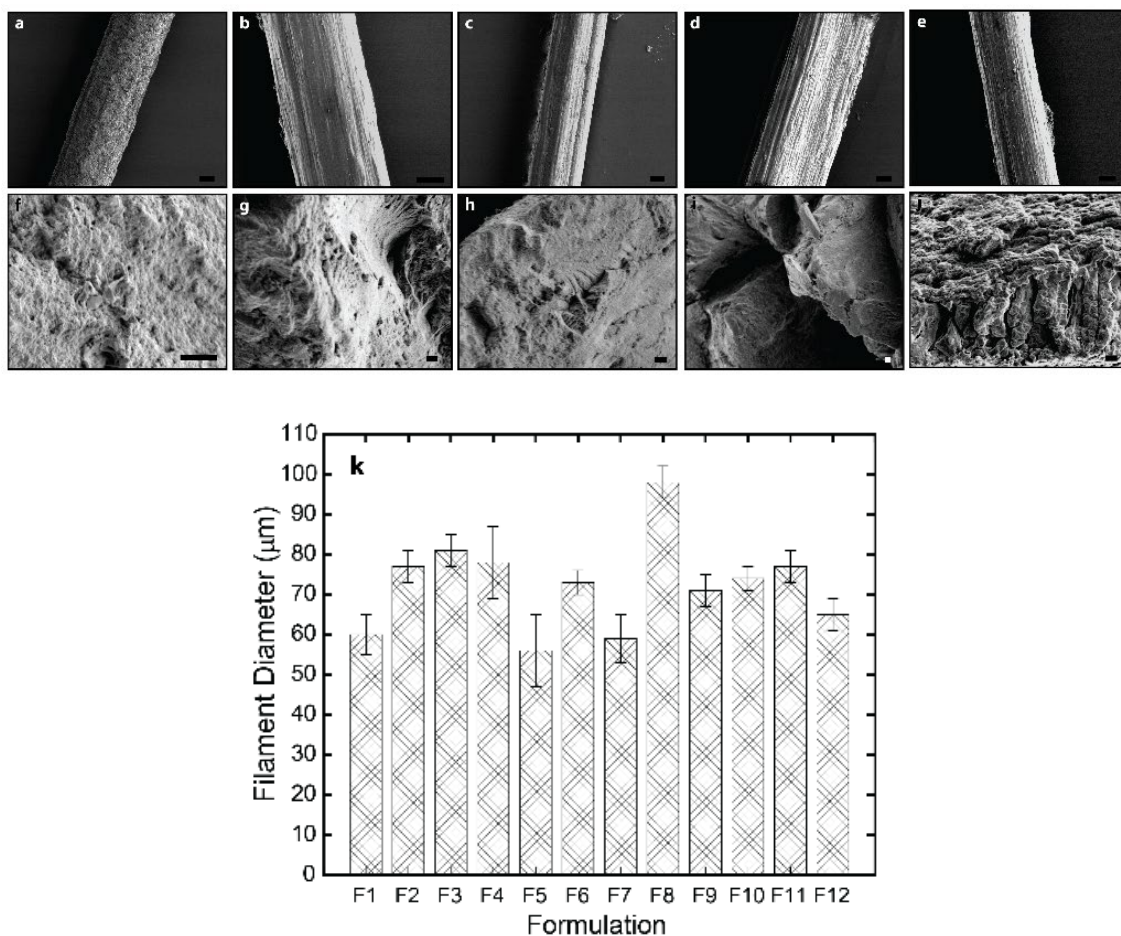 a
b
c
d
e
f
g
h
i
j
k
110
100
90
80
70
60
50
40
30
20
10
0
Filament Diameter (µm)
F1 F2 F3 F4 F5 F6 F7 F8 F9 F10 F11 F12
Formulation